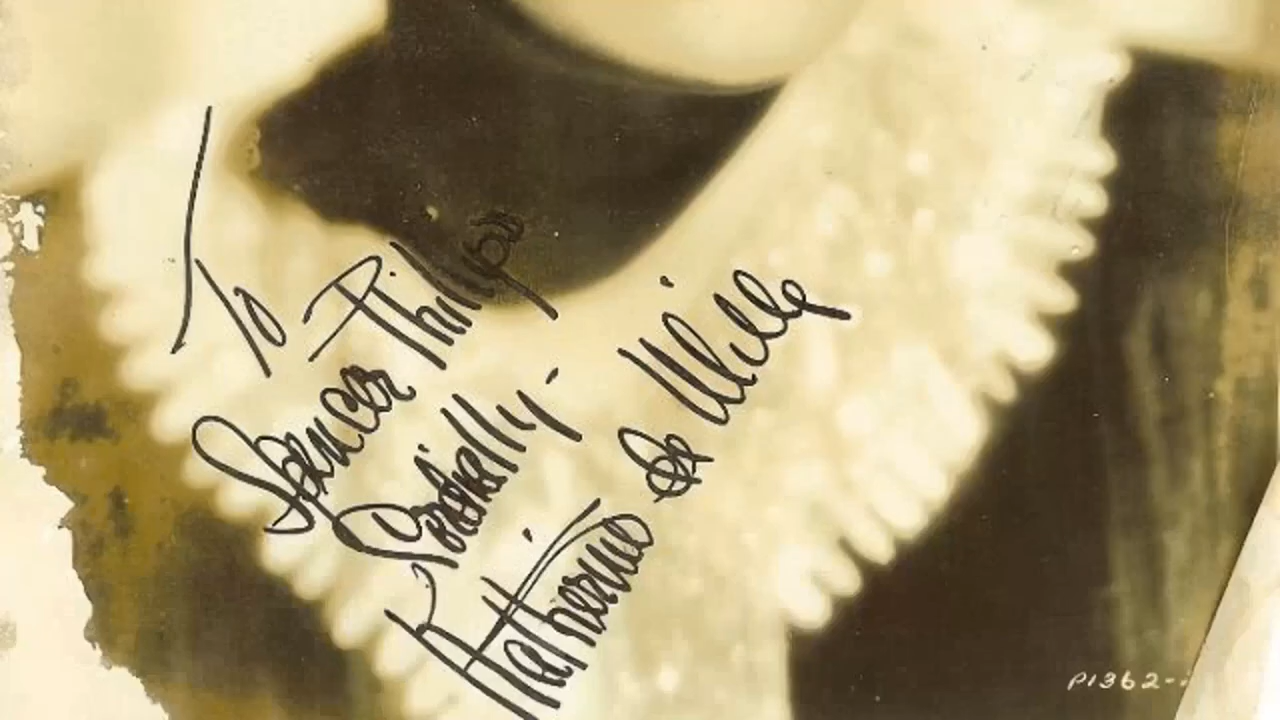 To
Spencer Phillips
Cordially
Katherine de Mille
P1362-